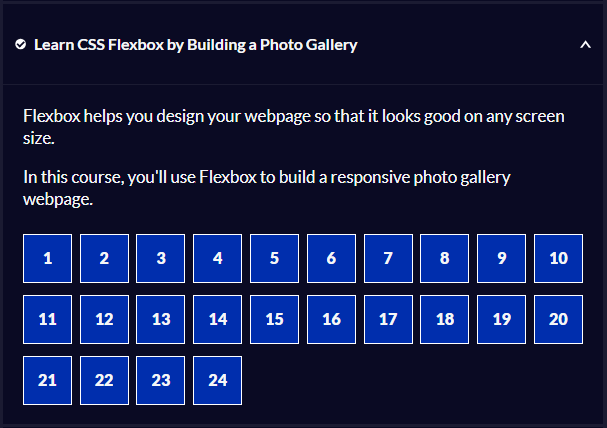 Learn CSS Flexbox by Building a Photo Gallery
Flexbox helps you design your webpage so that it looks good on any screen
size.
In this course, you'll use Flexbox to build a responsive photo gallery
webpage.
1 2 3 4 5 6 7 8 9 10
11 12 13 14 15 16 17 18 19 20
21 22 23 24